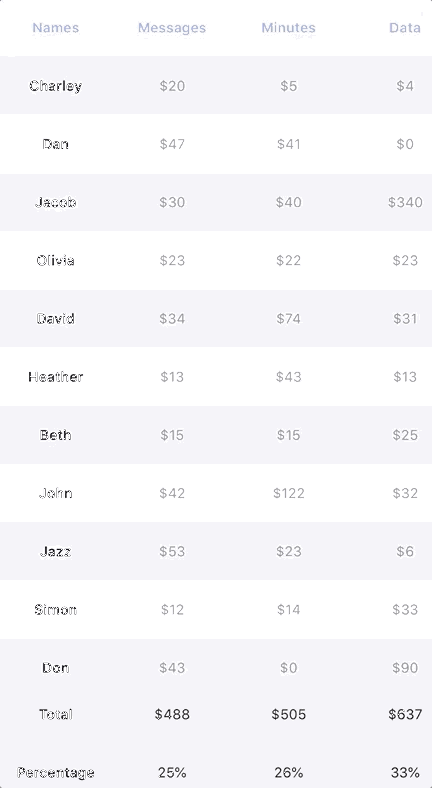 Names Messages Minutes Data
Charley $20 $5 $4
Dan $47 $41 $0
Jacob $30 $40 $340
Olivia $23 $22 $23
David $34 $74 $31
Heather $13 $43 $13
Beth $15 $15 $25
John $42 $122 $32
Jazz $53 $23 $6
Simon $12 $14 $33
Don $43 $0 $90
Total $488 $505 $637
Percentage 25% 26% 33%